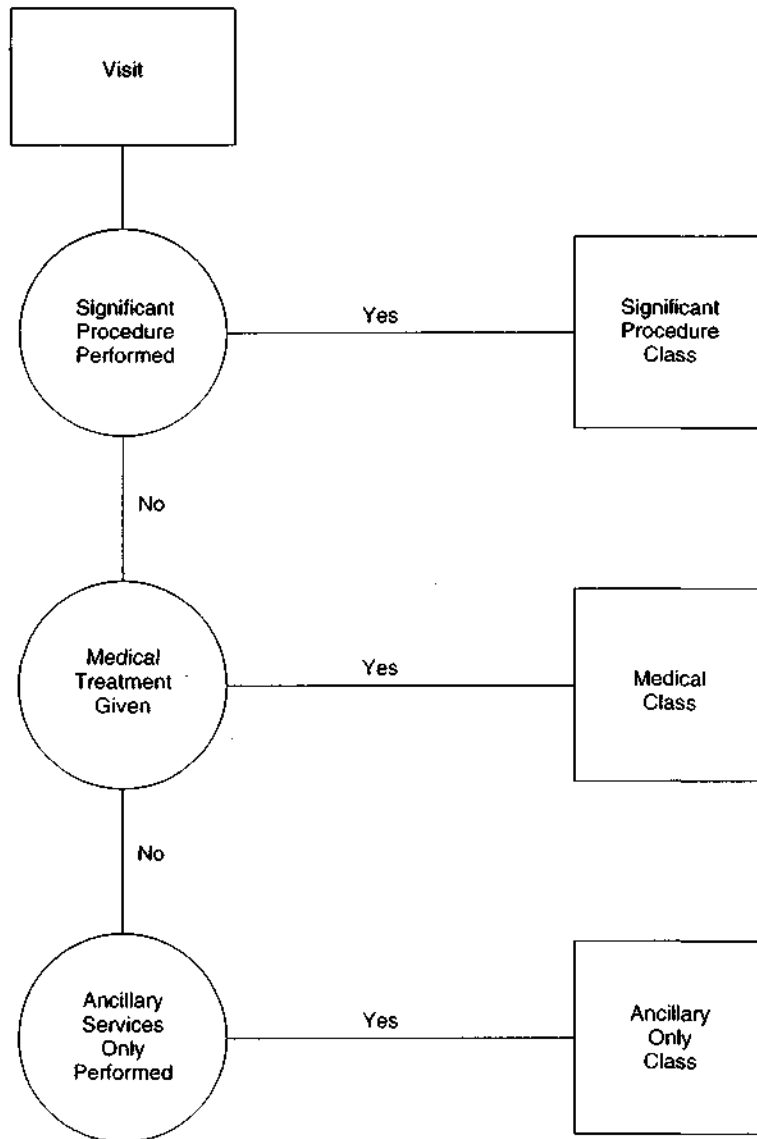 Visit
Significant
Procedure
Performed
Yes
Significant
Procedure
Class
No
Medical
Treatment
Given
Yes
Medical
Class
No
Ancillary
Services
Only
Performed
Yes
Ancillary
Only
Class